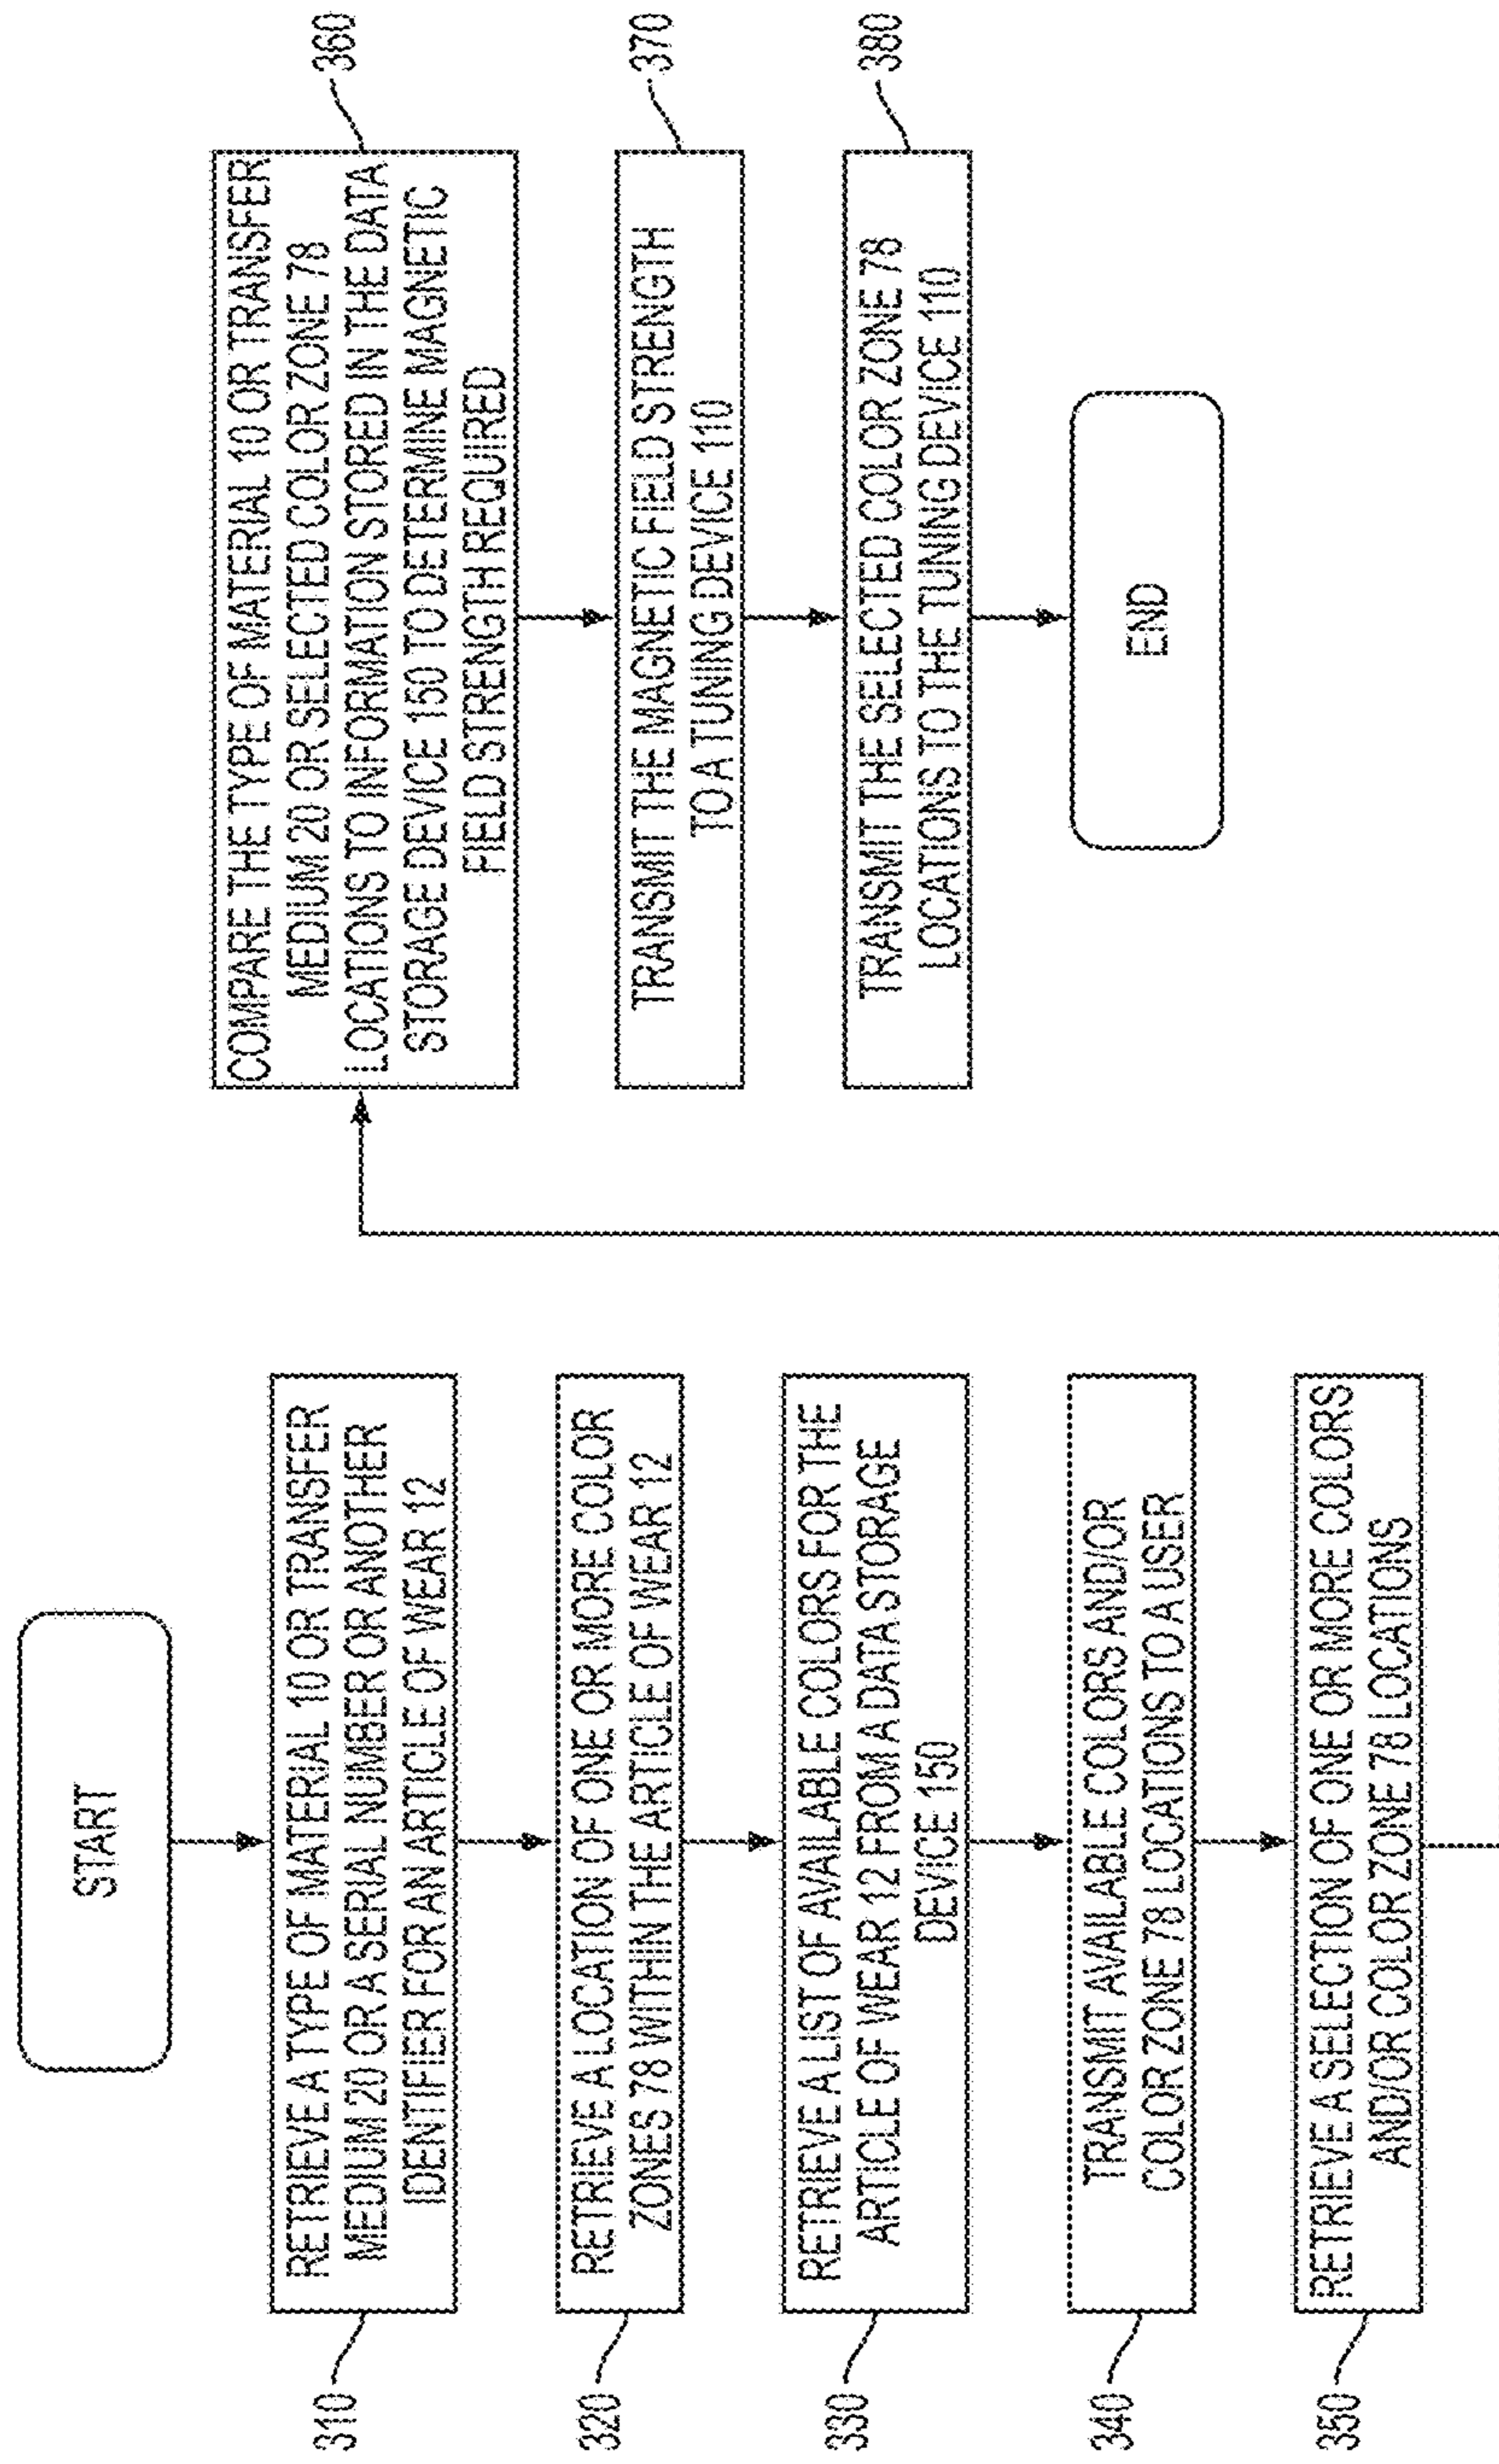 START
310
RETRIEVE A TYPE OF MATERIAL 10 OR TRANSFER
MEDIUM 20 OR A SERIAL NUMBER OR ANOTHER
IDENTIFIER FOR AN ARTICLE OF WEAR 12
320
RETRIEVE A LOCATION OF ONE OR MORE COLOR
ZONES 78 WITHIN THE ARTICLE OF WEAR 12
330
RETRIEVE A LIST OF AVAILABLE COLORS FOR THE
ARTICLE OF WEAR 12 FROM A DATA STORAGE
DEVICE 150
340
TRANSMIT AVAILABLE COLORS AND/OR
COLOR ZONE 78 LOCATIONS TO A USER
350
RETRIEVE A SELECTION OF ONE OR MORE COLORS
AND/OR COLOR ZONE 78 LOCATIONS
360
COMPARE THE TYPE OF MATERIAL 10 OR TRANSFER
MEDIUM 20 OR SELECTED COLOR ZONE 78
LOCATIONS TO INFORMATION STORED IN THE DATA
STORAGE DEVICE 150 TO DETERMINE MAGNETIC
FIELD STRENGTH REQUIRED
370
TRANSMIT THE MAGNETIC FIELD STRENGTH
TO A TUNING DEVICE 110
380
TRANSMIT THE SELECTED COLOR ZONE 78
LOCATIONS TO THE TUNING DEVICE 110
END